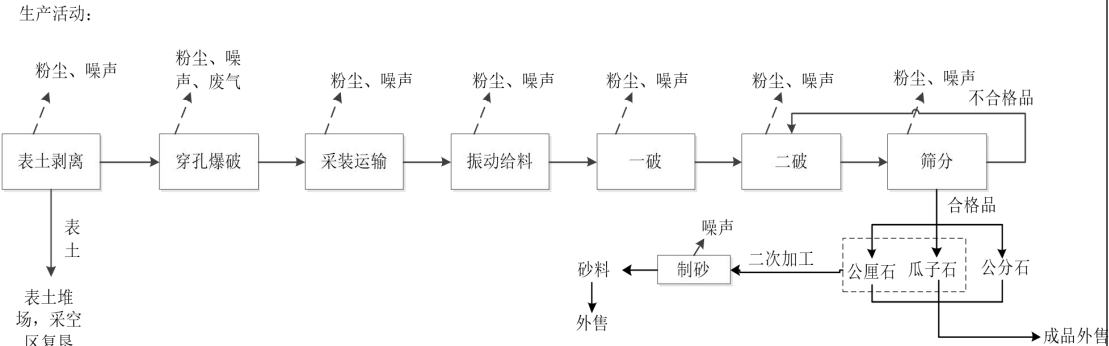 生产活动：
粉尘、噪声
粉尘、噪
声、废气
粉尘、噪声
粉尘、噪声
粉尘、噪声
粉尘、噪声
粉尘、噪声
不合格品
表土剥离
穿孔爆破
采装运输
振动给料
一破
二破
筛分
表
土
合格品
噪声
砂料
制砂
二次加工
公厘石
瓜子石
公分石
表土堆
场，采空
区复垦
外售
成品外售